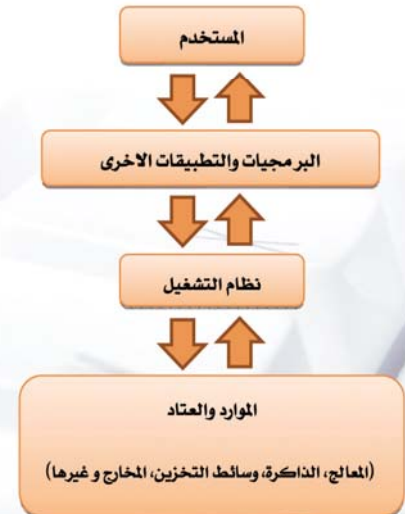 المستخدم
البرمجيات والتطبيقات الاخرى
نظام التشغيل
الموارد والعتاد
(المعالج، الذاكرة، وسائط التخزين، المخارج و غيرها)